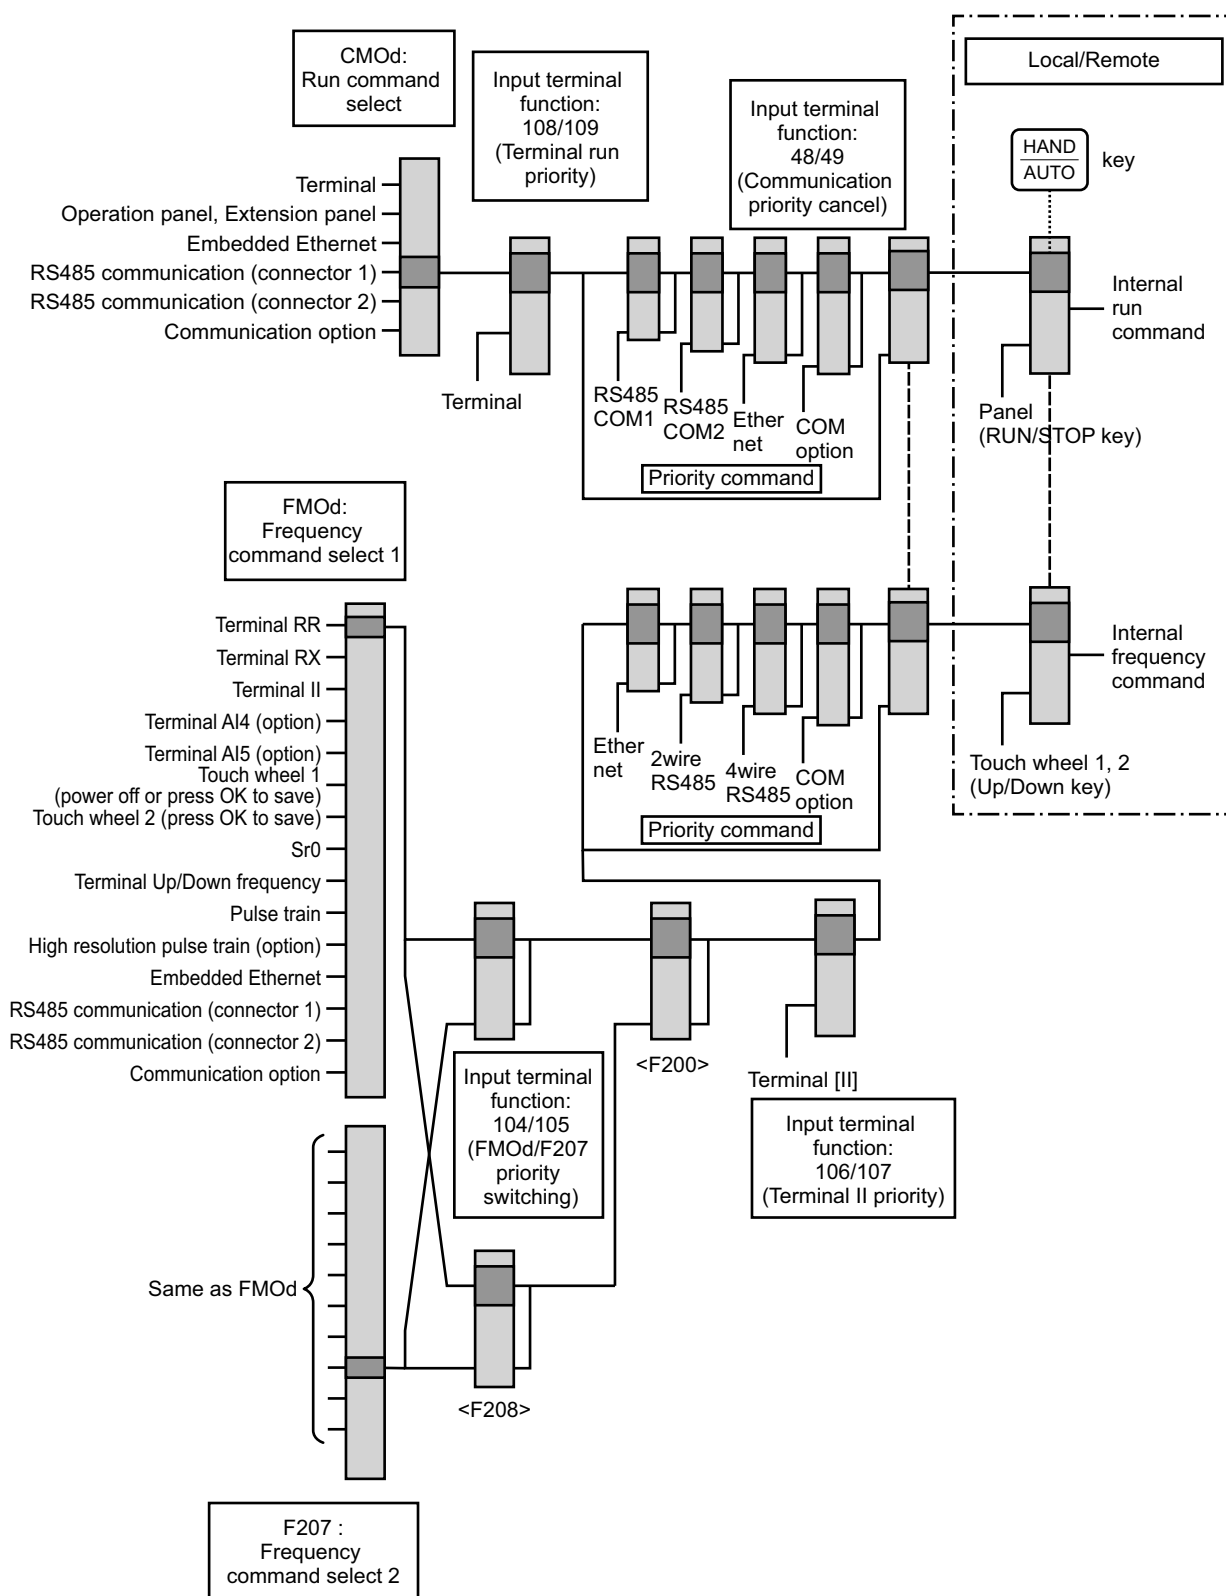 CMOd:
Run command
select
Input terminal
function:
108/109
(Terminal run
priority)
Input terminal
function:
48/49
(Communication
priority cancel)
Local/Remote
HAND
AUTO
key
Terminal
Operation panel, Extension panel
Embedded Ethernet
RS485 communication (connector 1)
RS485 communication (connector 2)
Communication option
Terminal
RS485
COM1
RS485
COM2
Ether
net
COM
option
Priority command
Internal
run
command
Panel
(RUN/STOP key)
FMOd:
Frequency
command select 1
Terminal RR
Terminal RX
Terminal II
Terminal AI4 (option)
Terminal AI5 (option)
Touch wheel 1
(power off or press OK to save)
Touch wheel 2 (press OK to save)
Sr0
Terminal Up/Down frequency
Pulse train
High resolution pulse train (option)
Embedded Ethernet
RS485 communication (connector 1)
RS485 communication (connector 2)
Communication option
Ether
net
2wire
RS485
4wire
RS485
COM
option
Priority command
Internal
frequency
command
Touch wheel 1, 2
(Up/Down key)
Input terminal
function:
104/105
(FMOd/F207
priority
switching)
<F200>
Terminal [II]
Input terminal
function:
106/107
(Terminal II priority)
Same as FMOd
<F208>
F207 :
Frequency
command select 2